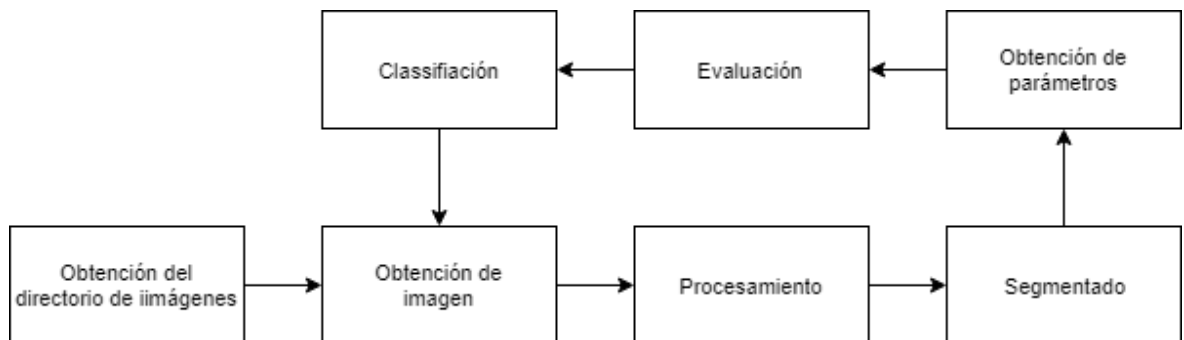 Classifiación
Evaluación
Obtención de
parámetros
Obtención del
directorio de iimágenes
Obtención de
imagen
Procesamiento
Segmentado